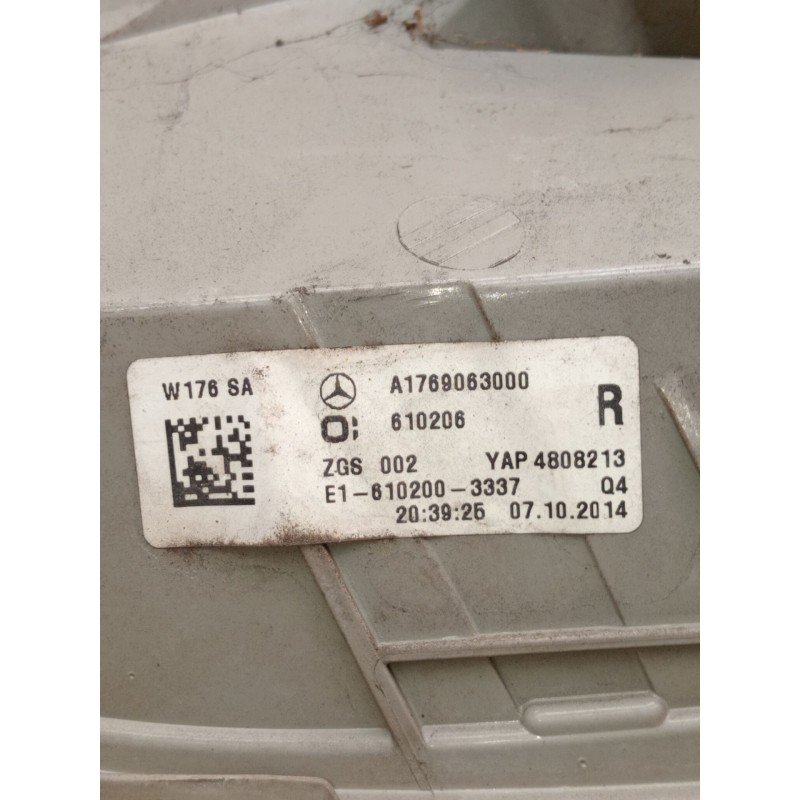 W176 SA
A1769063000
610206
R
ZGS 002 YAP 4808213
E1-610200-3337 Q4
20:39:25 07.10.2014